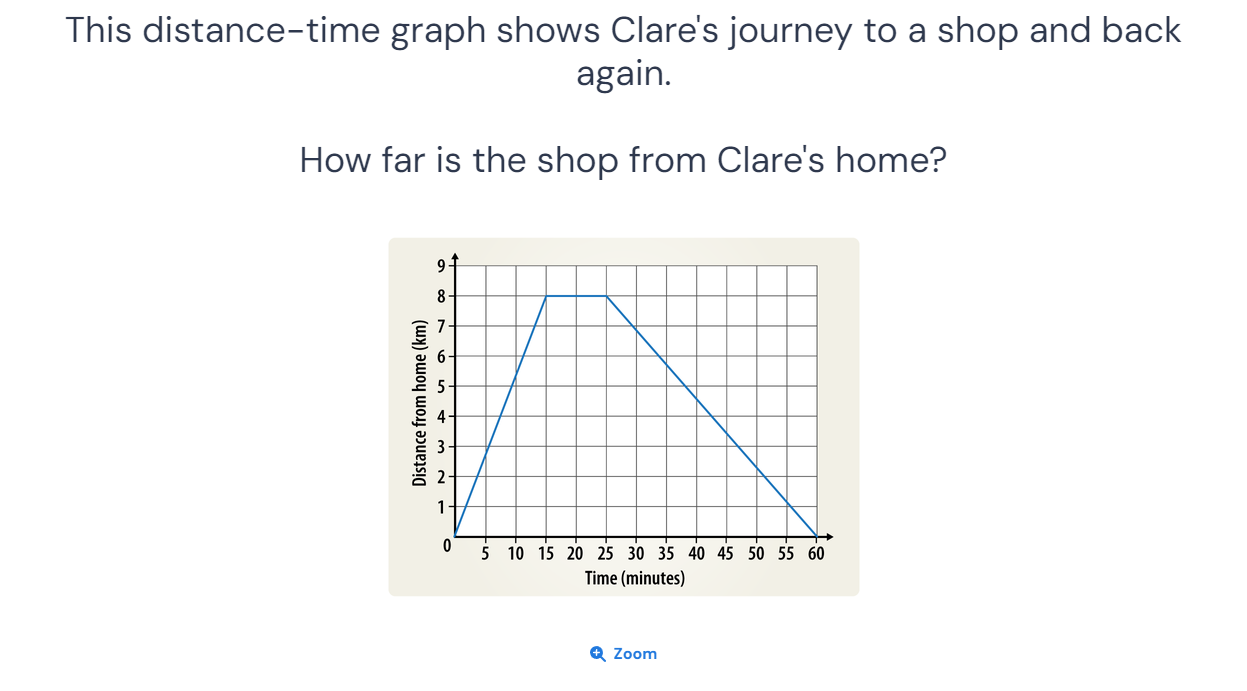 This distance-time graph shows Clare's journey to a shop and back
again.
How far is the shop from Clare's home?
9
8
7
6
5
4
3
2
1
0
Distance from home (km)
5 10 15 20 25 30 35 40 45 50 55 60
Time (minutes)
Zoom